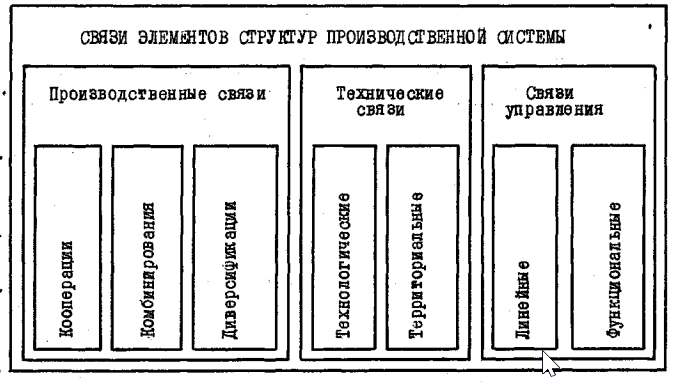 СВЯЗИ ЭЛЕМЕНТОВ СТРУКТУР ПРОИЗВОДСТВЕННОЙ СИСТЕМЫ
Производственные связи
Кооперации
Комбинирования
Диверсификации
Технические
связи
Технологические
Территориальные
Связи
управления
Линейные
Функциональные